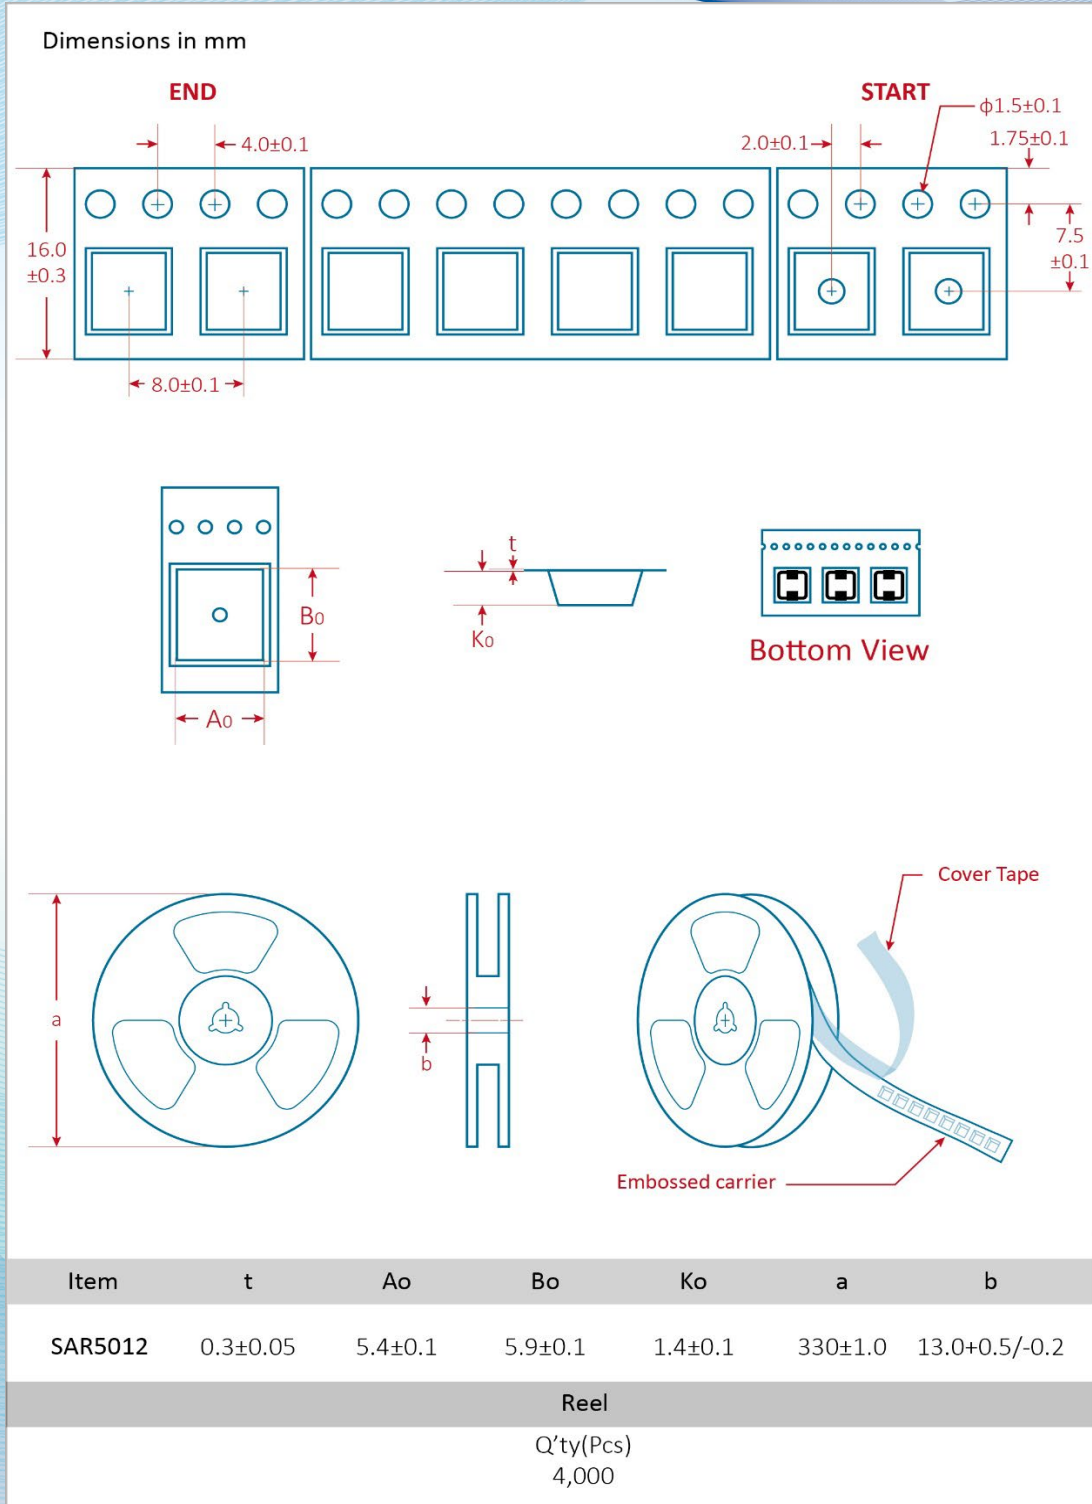 Dimensions in mm
END
START
ϕ1.5±0.1
4.0±0.1
2.0±0.1
1.75±0.1
16.0
±0.3
7.5
±0.1
8.0±0.1
t
B0
K0
A0
Bottom View
Cover Tape
a
b
Embossed carrier
Item t Ao Bo Ko a b
SAR5012 0.3±0.05 5.4±0.1 5.9±0.1 1.4±0.1 330±1.0 13.0+0.5/-0.2
Reel
Q'ty(Pcs)
4,000